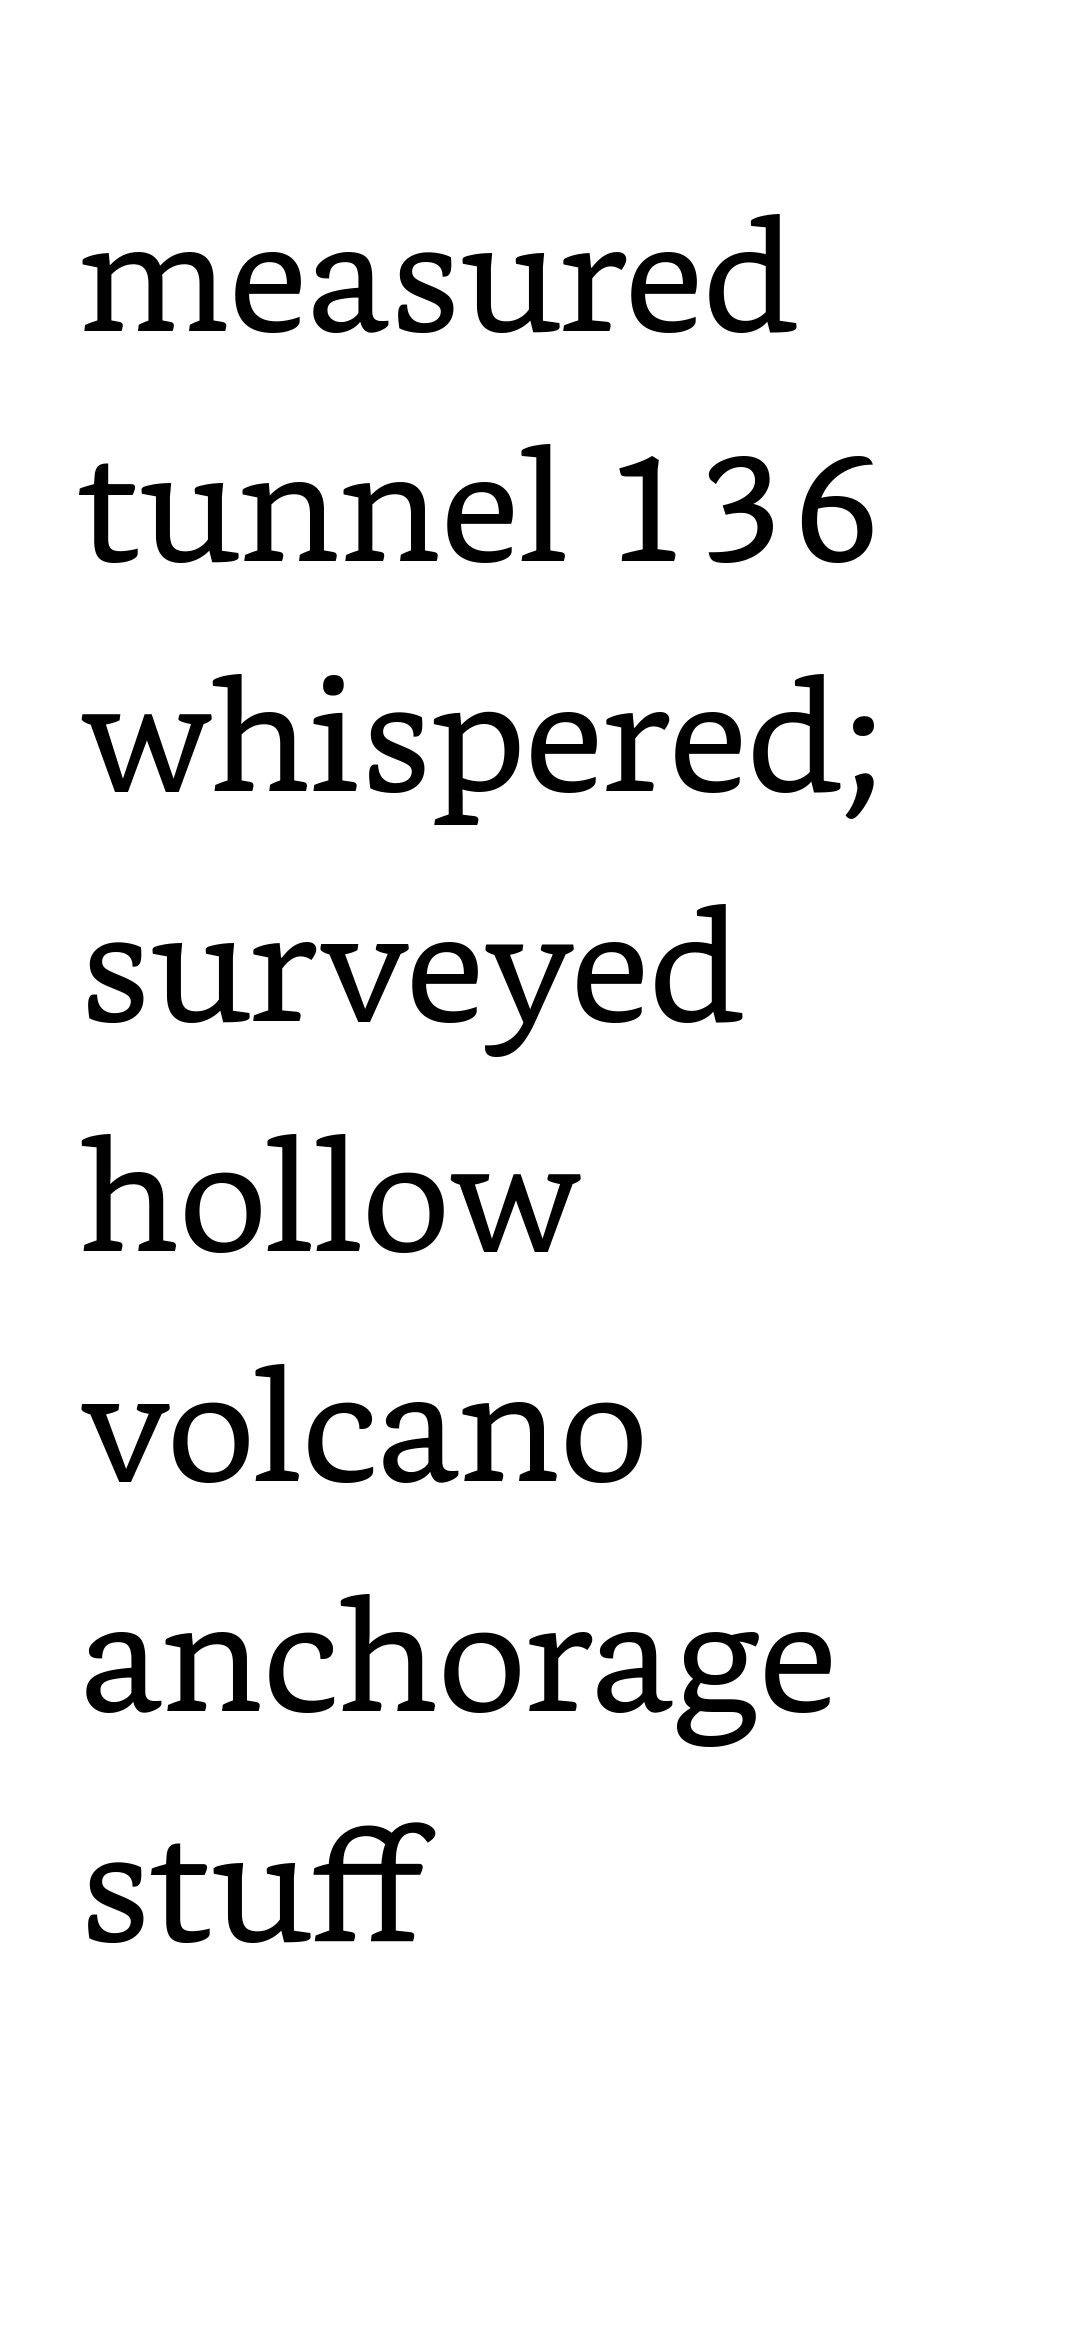 measured
tunnel 136
whispered;
surveyed
hollow
volcano
anchorage
stuff